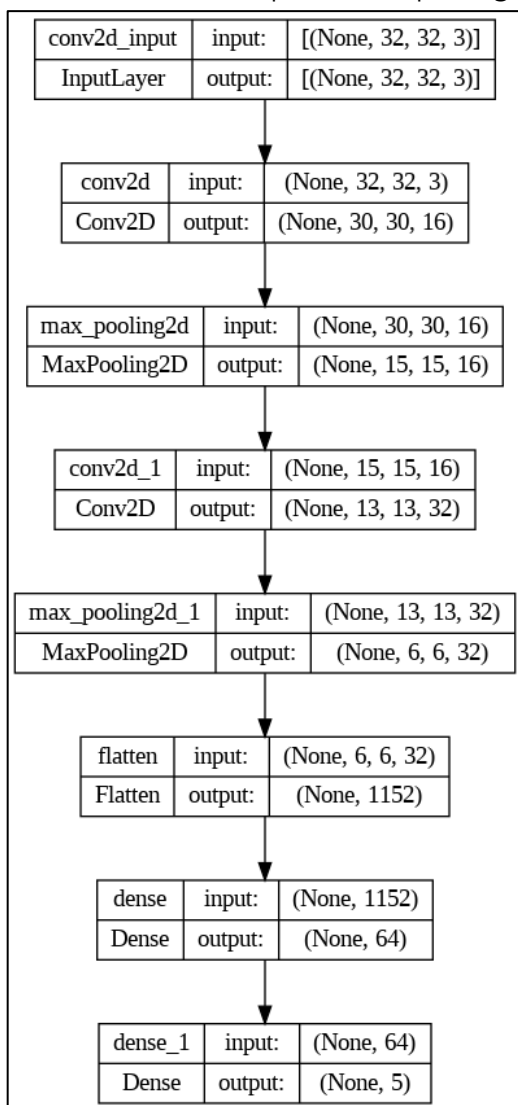 conv2d_input input: [(None, 32, 32, 3)]
InputLayer output: [(None, 32, 32, 3)]
conv2d input: (None, 32, 32, 3)
Conv2D output: (None, 30, 30, 16)
max_pooling2d input: (None, 30, 30, 16)
MaxPooling2D output: (None, 15, 15, 16)
conv2d_1 input: (None, 15, 15, 16)
Conv2D output: (None, 13, 13, 32)
max_pooling2d_1 input: (None, 13, 13, 32)
MaxPooling2D output: (None, 6, 6, 32)
flatten input: (None, 6, 6, 32)
Flatten output: (None, 1152)
dense input: (None, 1152)
Dense output: (None, 64)
dense_1 input: (None, 64)
Dense output: (None, 5)